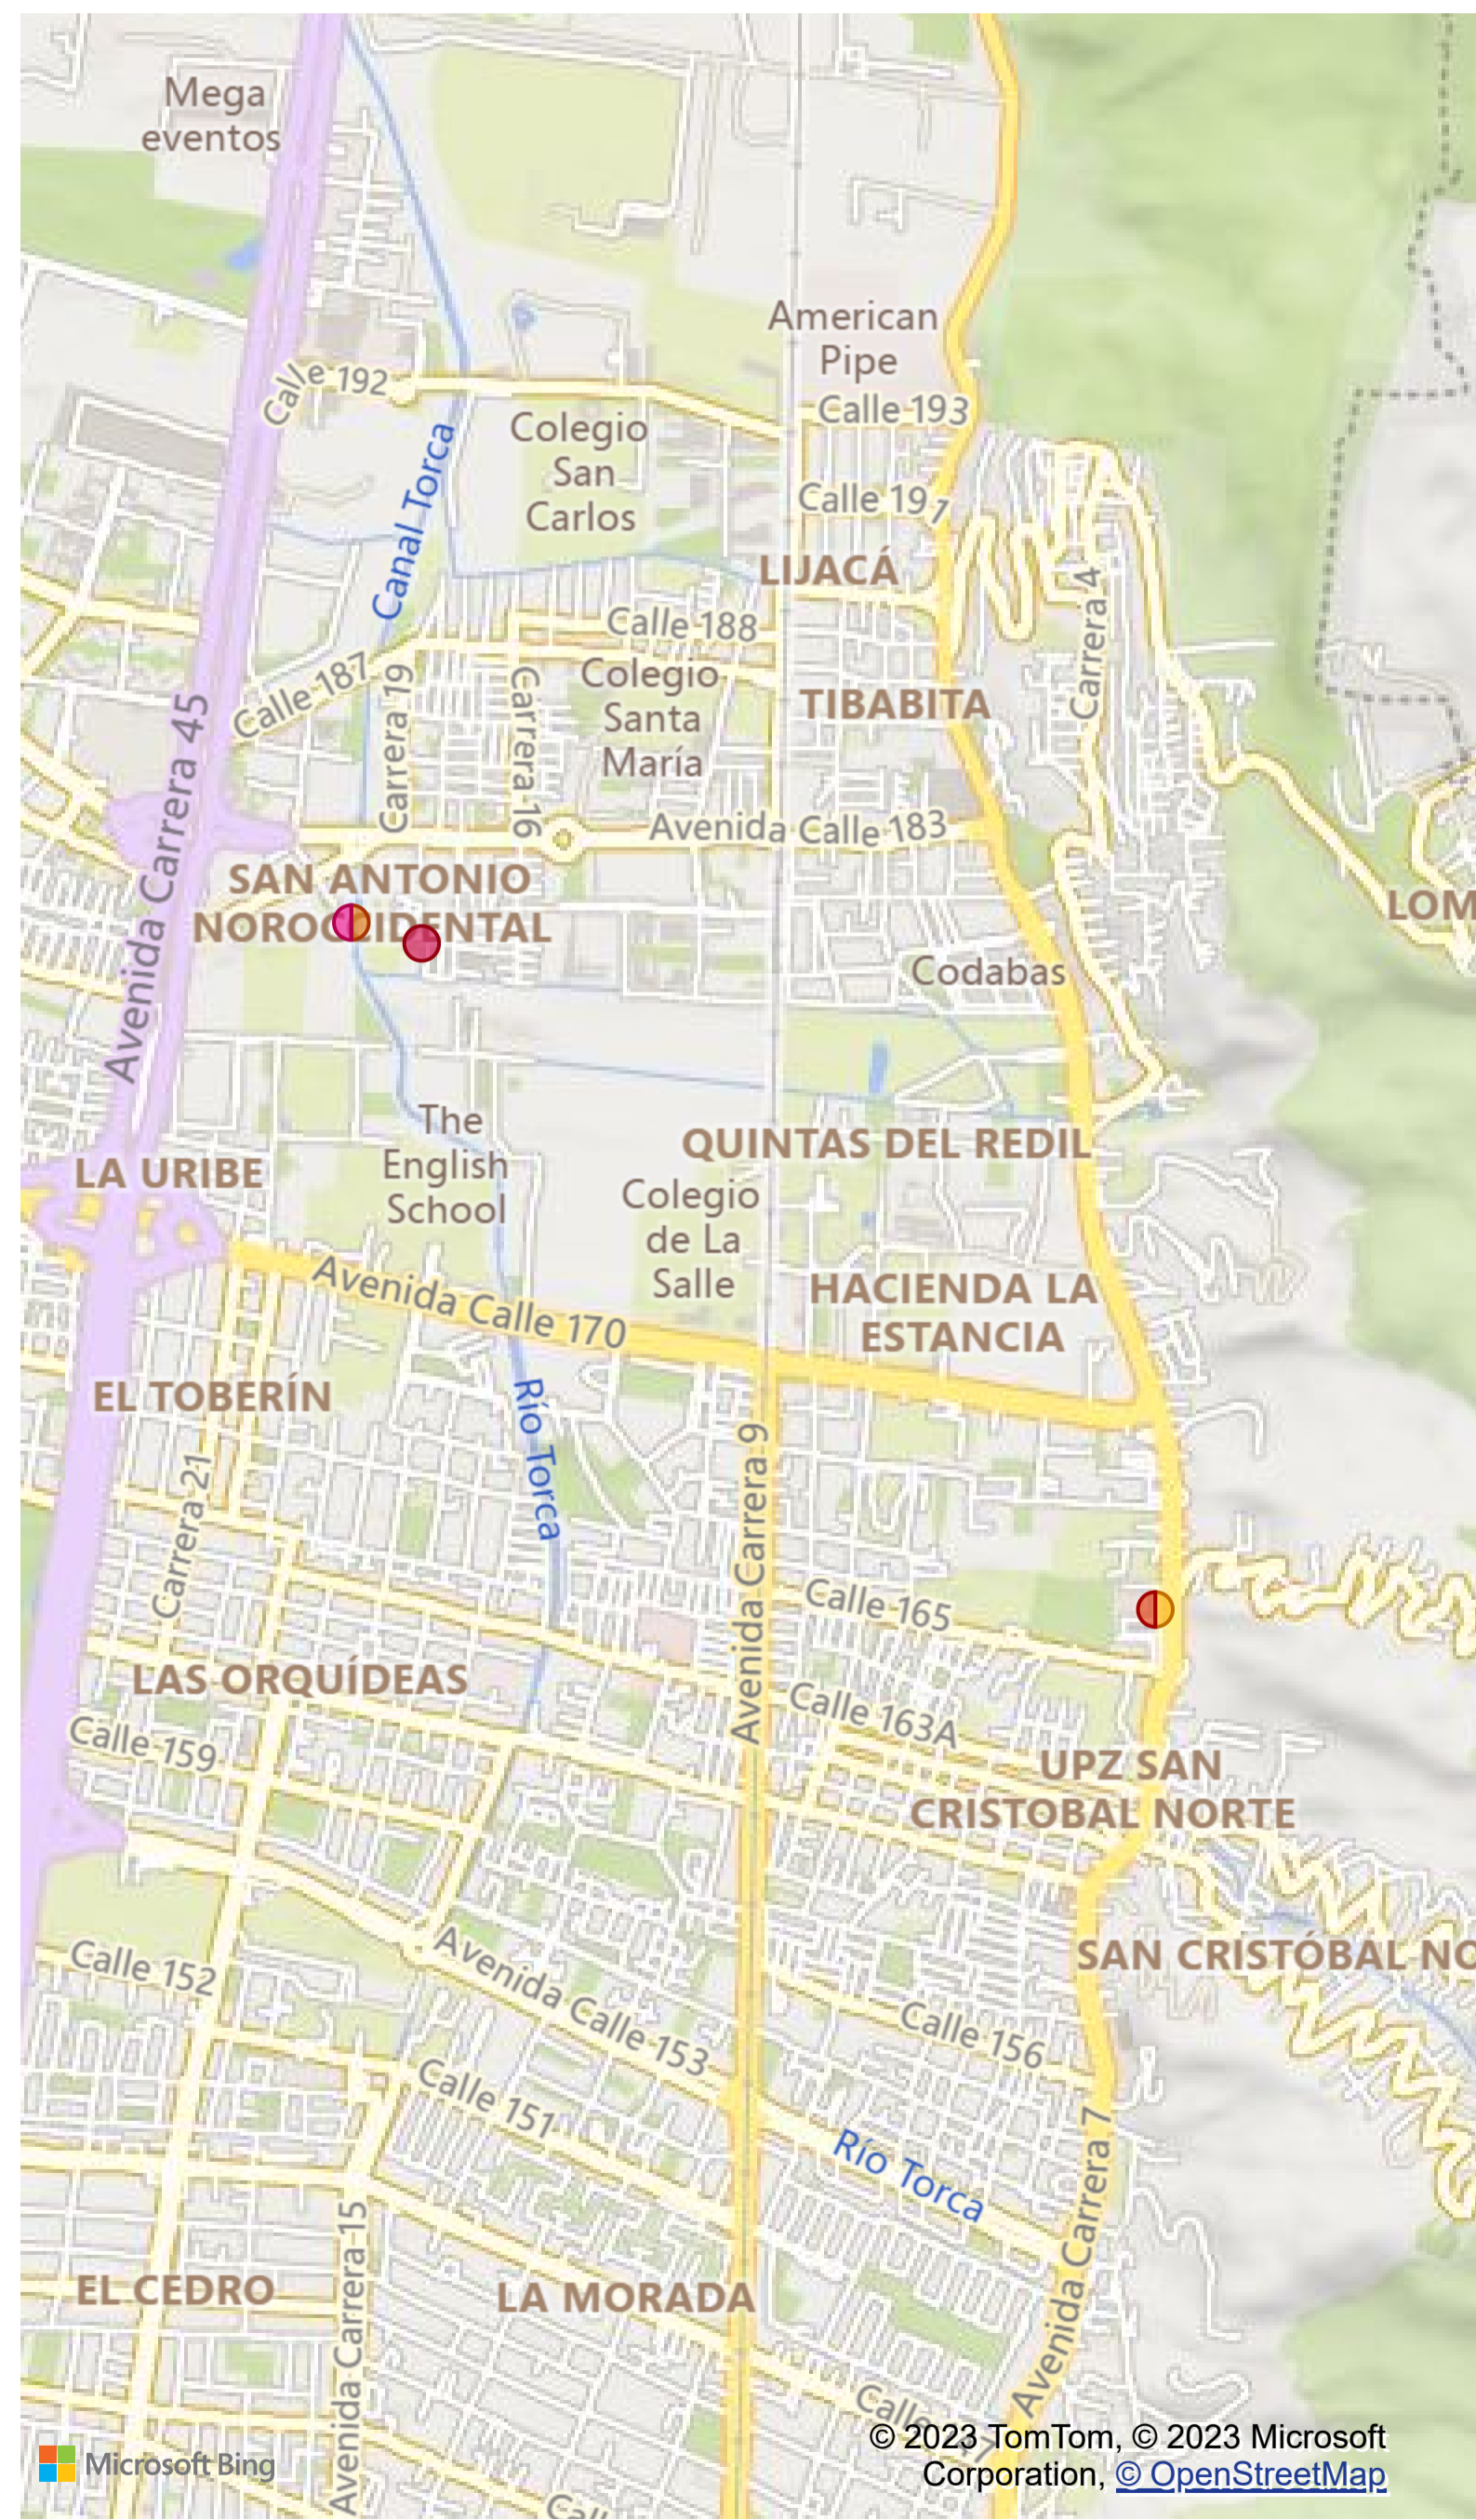 Mega
eventos
American
Pipe
Calle 192
Calle 193
Colegio
San
Carlos
Canal Torca
Calle 191
LIJACÁ
Carrera 4
Calle 188
Calle 187
Carrera 19
Carrera 16
Colegio
Santa
María
TIBABITA
Avenida Carrera 45
Avenida Calle 183
SAN ANTONIO
NOROCCIDENTAL
LOM
Codabas
The
English
School
QUINTAS DEL REDIL
LA URIBE
Colegio
de La
Salle
Avenida Calle 170
HACIENDA LA
ESTANCIA
EL TOBERÍN
Río Torca
Carrera 21
Avenida Carrera 9
Calle 165
LAS ORQUÍDEAS
Calle 163A
Calle 159
UPZ SAN
CRISTOBAL NORTE
SAN CRISTÓBAL NO
Calle 152
Avenida Calle 153
Calle 156
Calle 151
Río Torca
Avenida Carrera 7
Avenida Carrera 15
EL CEDRO
LA MORADA
Calle 47
Call
Microsoft Bing
© 2023 TomTom, © 2023 Microsoft
Corporation, © OpenStreetMap